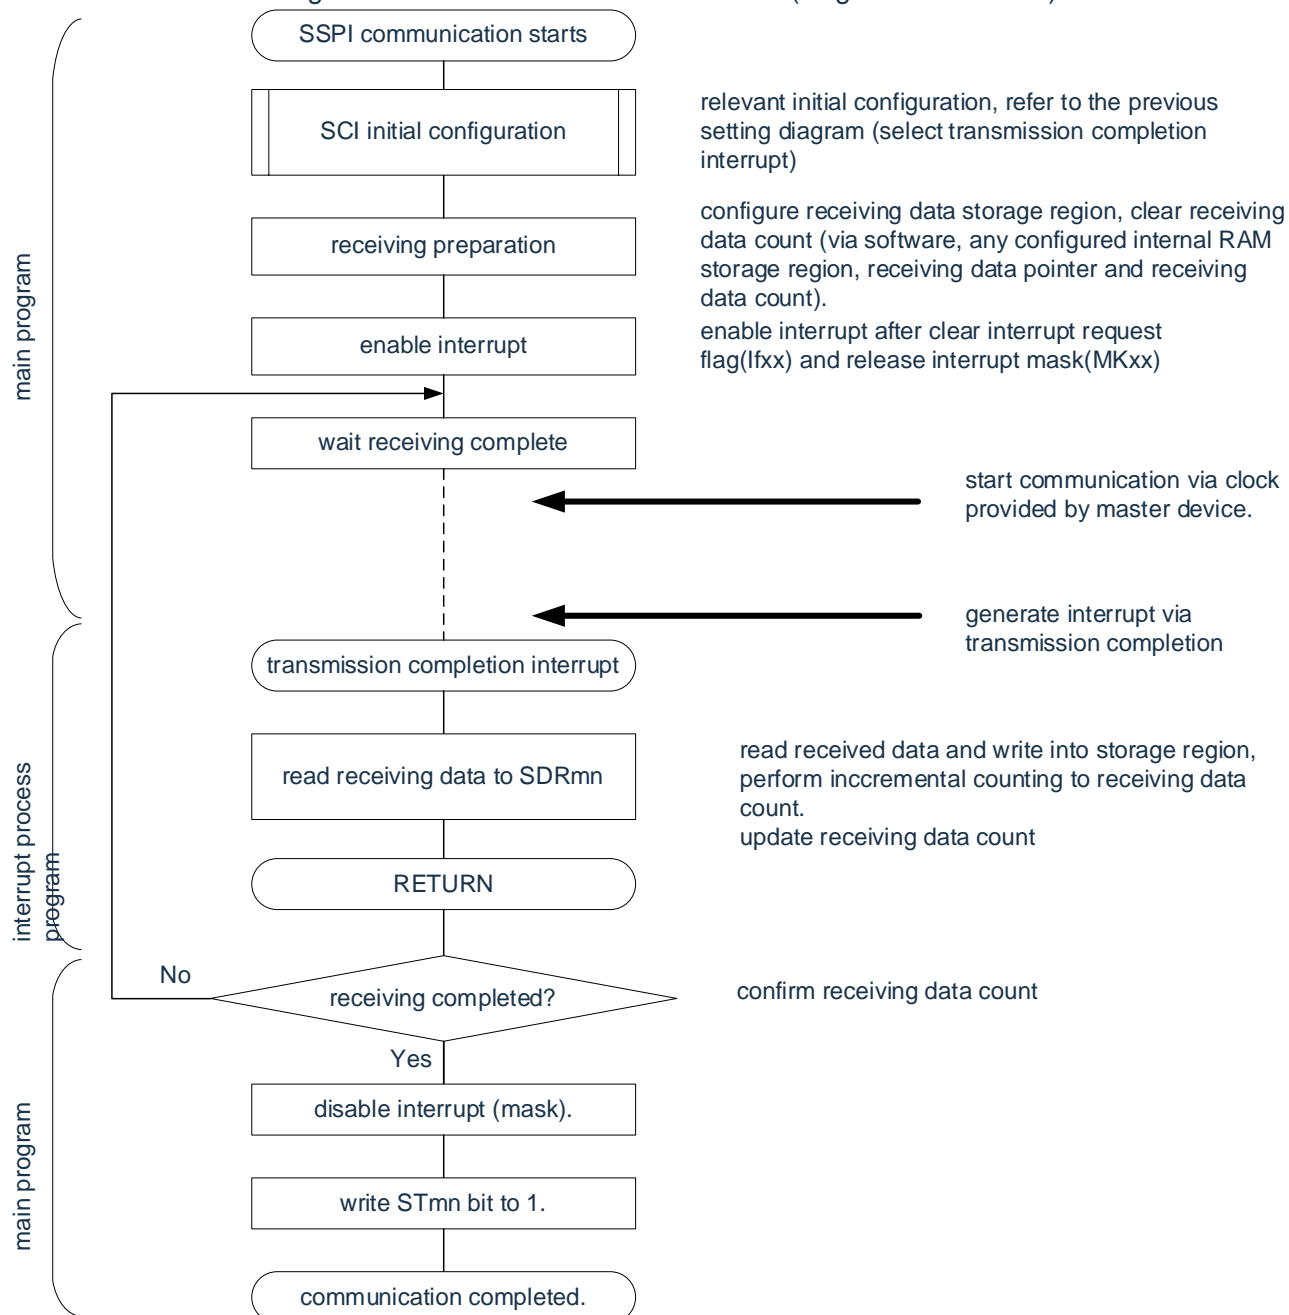 SSPI communication starts
SCI initial configuration
relevant initial configuration, refer to the previous
setting diagram (select transmission completion
interrupt)
receiving preparation
configure receiving data storage region, clear receiving
data count (via software, any configured internal RAM
storage region, receiving data pointer and receiving
data count).
main program
enable interrupt
enable interrupt after clear interrupt request
flag(Ifxx) and release interrupt mask(MKxx)
wait receiving complete
start communication via clock
provided by master device.
generate interrupt via
transmission completion
transmission completion interrupt
interrupt process
program
read receiving data to SDRmn
read received data and write into storage region,
perform inccremental counting to receiving data
count.
update receiving data count
RETURN
No
receiving completed?
confirm receiving data count
Yes
main program
disable interrupt (mask).
write STmn bit to 1.
communication completed.